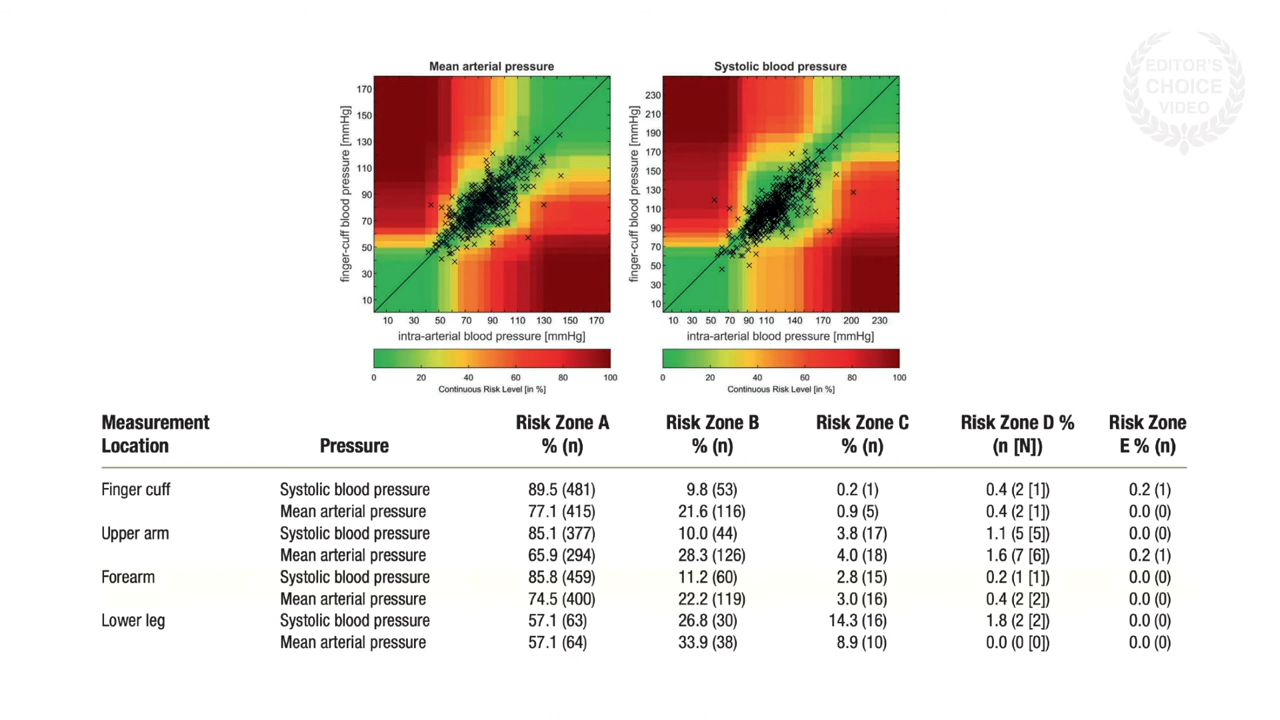 EDITOR'S
CHOICE
VIDEO
Mean arterial pressure
finger-cuff blood pressure [mmHg]
170
150
130
110
90
70
50
30
10
10 30 50 70 90 110 130 150 170
intra-arterial blood pressure [mmHg]
0 20 40 60 80 100
Continuous Risk Level [in %]
Systolic blood pressure
finger-cuff blood pressure [mmHg]
230
210
190
170
150
130
110
90
70
50
30
10
10 30 50 70 90 110 140 170 200 230
intra-arterial blood pressure [mmHg]
0 20 40 60 80 100
Continuous Risk Level [in %]
Measurement Risk Zone A Risk Zone B Risk Zone C Risk Zone D % Risk Zone
Location Pressure % (n) % (n) % (n) (n [N]) E % (n)
Finger cuff Systolic blood pressure 89.5 (481) 9.8 (53) 0.2 (1) 0.4 (2 [1]) 0.2 (1)
Mean arterial pressure 77.1 (415) 21.6 (116) 0.9 (5) 0.4 (2 [1]) 0.0 (0)
Upper arm Systolic blood pressure 85.1 (377) 10.0 (44) 3.8 (17) 1.1 (5 [5]) 0.0 (0)
Mean arterial pressure 65.9 (294) 28.3 (126) 4.0 (18) 1.6 (7 [6]) 0.2 (1)
Forearm Systolic blood pressure 85.8 (459) 11.2 (60) 2.8 (15) 0.2 (1 [1]) 0.0 (0)
Mean arterial pressure 74.5 (400) 22.2 (119) 3.0 (16) 0.4 (2 [2]) 0.0 (0)
Lower leg Systolic blood pressure 57.1 (63) 26.8 (30) 14.3 (16) 1.8 (2 [2]) 0.0 (0)
Mean arterial pressure 57.1 (64) 33.9 (38) 8.9 (10) 0.0 (0 [0]) 0.0 (0)